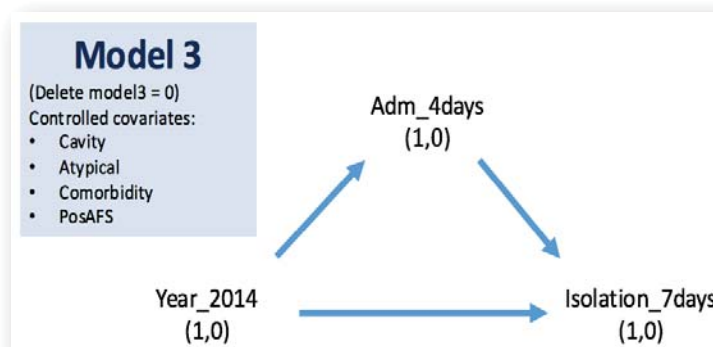 Model 3
(Delete model3 = 0)
Controlled covariates:
• Cavity
• Atypical
• Comorbidity
• PosAFS
Adm_4days
(1,0)
Year_2014
(1,0)
Isolation_7days
(1,0)